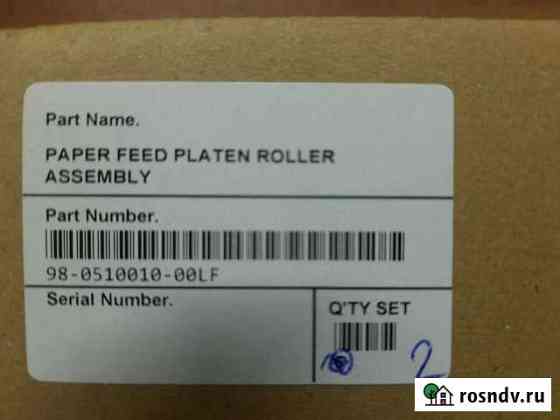 Part Name.
PAPER FEED PLATEN ROLLER
ASSEMBLY
Part Number.
98-0510010-00LF
Serial Number.
Q'TY SET
2
rosndv.ru